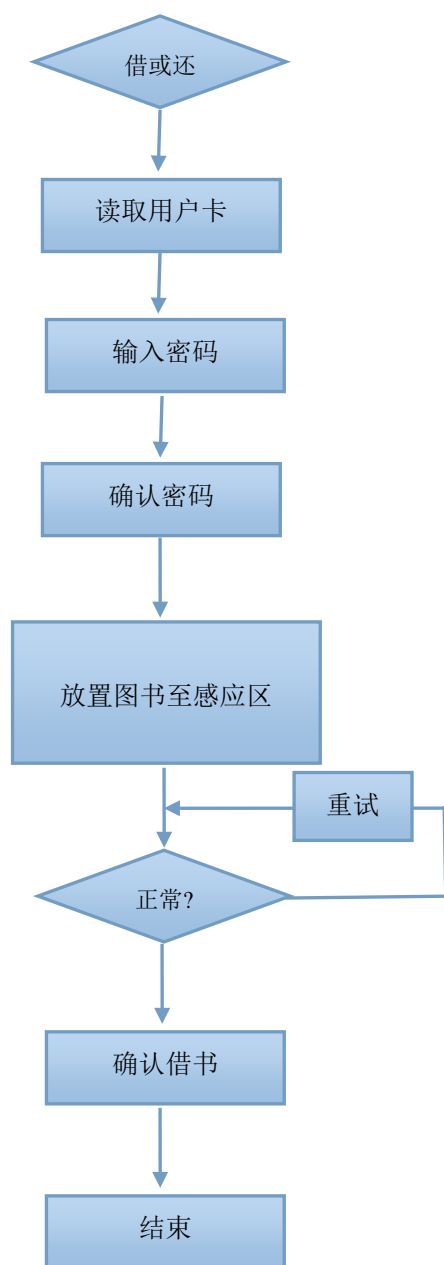 借或还
读取用户卡
输入密码
确认密码
放置图书至感应区
重试
正常?
确认借书
结束